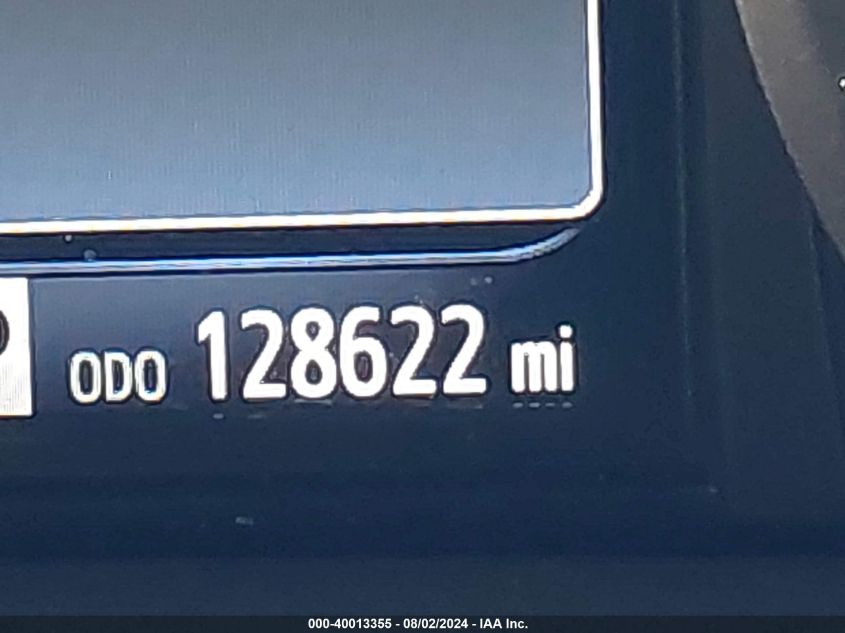 ODO 128622 mi
000-40013355 - 08/02/2024 - IAA Inc.